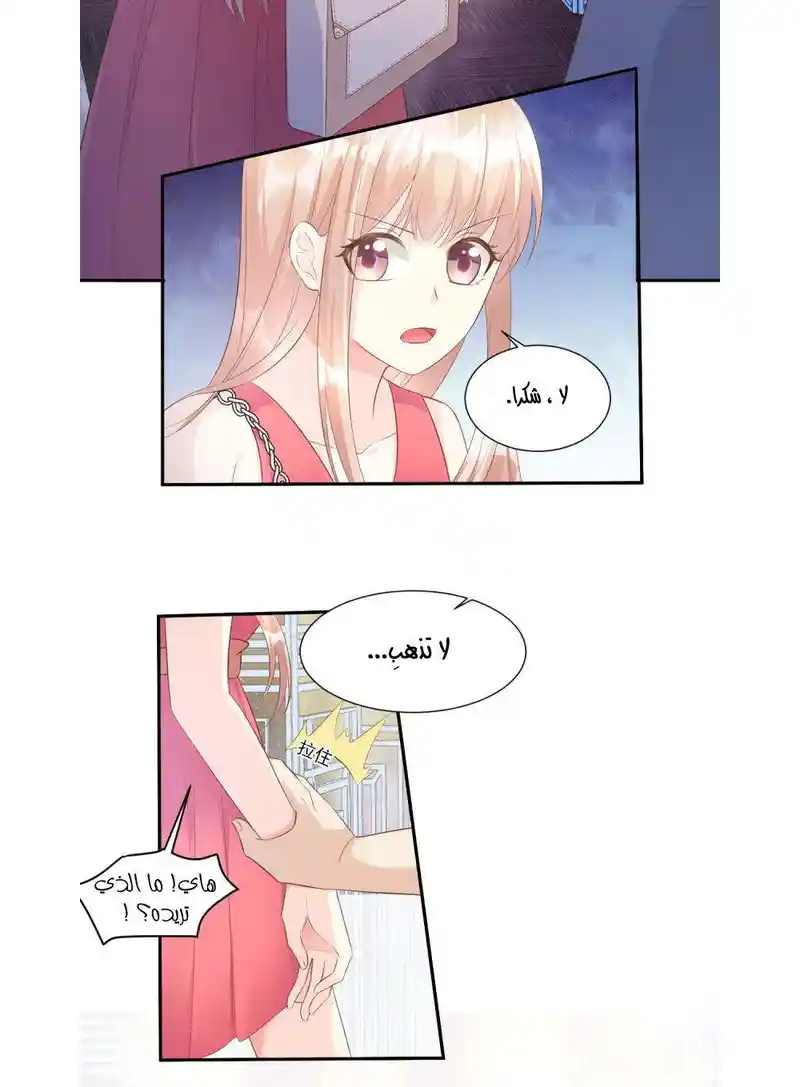 لا ، شكرا.
لا تذهبِ...
拉住
هاي! ما الذي
تريده؟ !